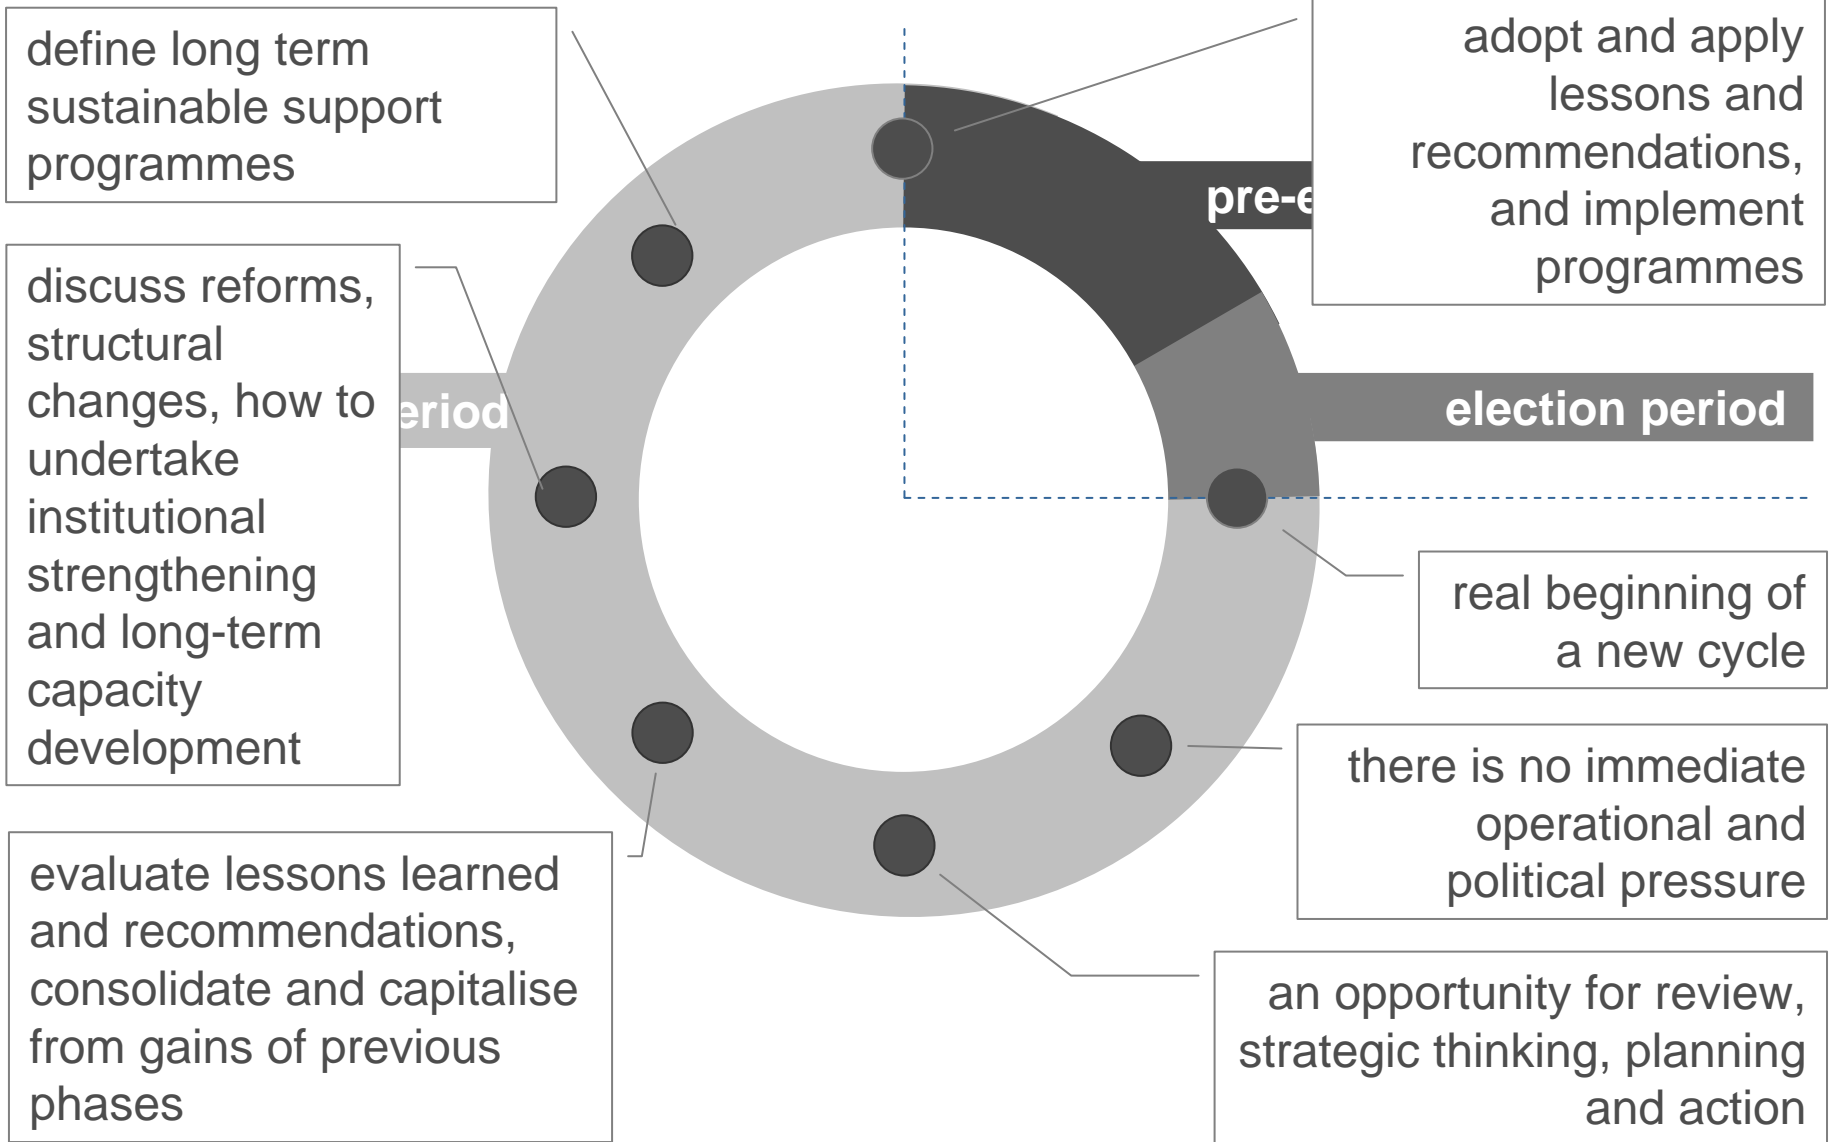 define long term
sustainable support
programmes
adopt and apply
lessons and
recommendations,
and implement
programmes
pre-e
discuss reforms,
structural
changes, how to
undertake
institutional
strengthening
and long-term
capacity
development
eriod
election period
real beginning of
a new cycle
there is no immediate
operational and
political pressure
evaluate lessons learned
and recommendations,
consolidate and capitalise
from gains of previous
phases
an opportunity for review,
strategic thinking, planning
and action